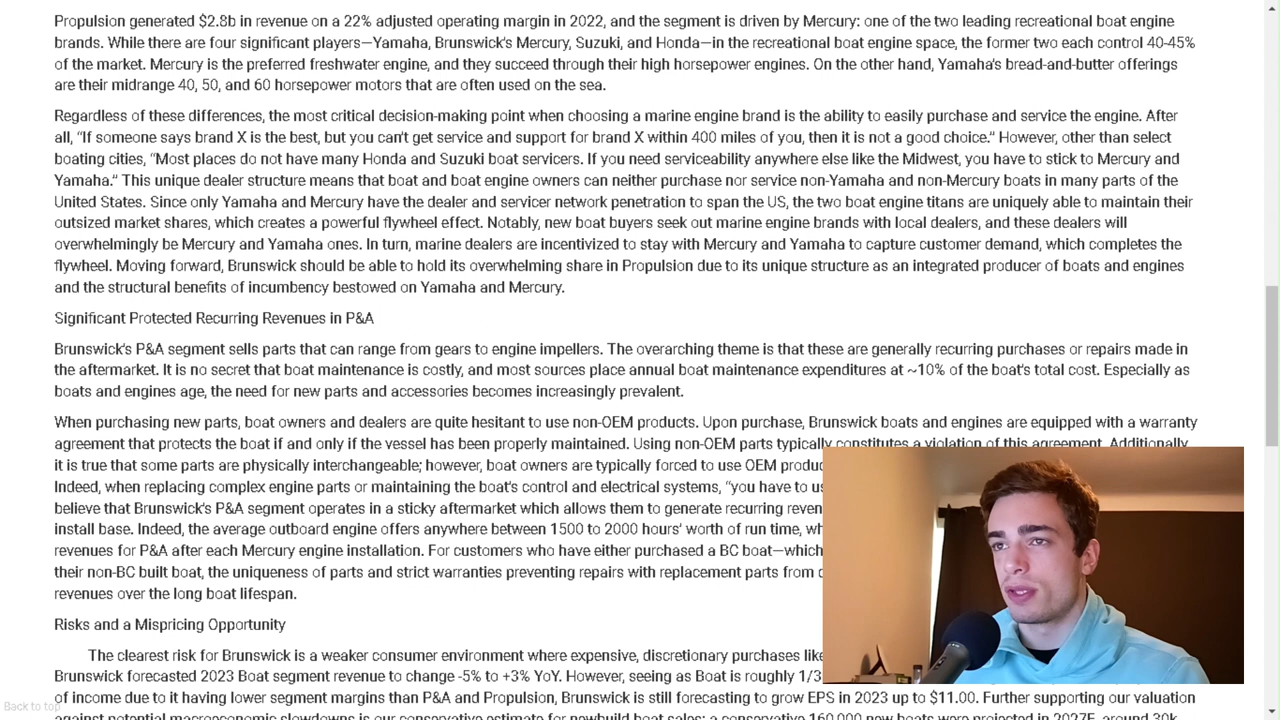 Propulsion generated $2.8b in revenue on a 22% adjusted operating margin in 2022, and the segment is driven by Mercury: one of the two leading recreational boat engine
brands. While there are four significant players—Yamaha, Brunswick's Mercury, Suzuki, and Honda—in the recreational boat engine space, the former two each control 40-45%
of the market. Mercury is the preferred freshwater engine, and they succeed through their high horsepower engines. On the other hand, Yamaha's bread-and-butter offerings
are their midrange 40, 50, and 60 horsepower motors that are often used on the sea.
Regardless of these differences, the most critical decision-making point when choosing a marine engine brand is the ability to easily purchase and service the engine. After
all, "If someone says brand X is the best, but you can't get service and support for brand X within 400 miles of you, then it is not a good choice." However, other than select
boating cities, "Most places do not have many Honda and Suzuki boat servicers. If you need serviceability anywhere else like the Midwest, you have to stick to Mercury and
Yamaha." This unique dealer structure means that boat and boat engine owners can neither purchase nor service non-Yamaha and non-Mercury boats in many parts of the
United States. Since only Yamaha and Mercury have the dealer and servicer network penetration to span the US, the two boat engine titans are uniquely able to maintain their
outsized market shares, which creates a powerful flywheel effect. Notably, new boat buyers seek out marine engine brands with local dealers, and these dealers will
overwhelmingly be Mercury and Yamaha ones. In turn, marine dealers are incentivized to stay with Mercury and Yamaha to capture customer demand, which completes the
flywheel. Moving forward, Brunswick should be able to hold its overwhelming share in Propulsion due to its unique structure as an integrated producer of boats and engines
and the structural benefits of incumbency bestowed on Yamaha and Mercury.
Significant Protected Recurring Revenues in P&A
Brunswick's P&A segment sells parts that can range from gears to engine impellers. The overarching theme is that these are generally recurring purchases or repairs made in
the aftermarket. It is no secret that boat maintenance is costly, and most sources place annual boat maintenance expenditures at ~10% of the boat's total cost. Especially as
boats and engines age, the need for new parts and accessories becomes increasingly prevalent.
When purchasing new parts, boat owners and dealers are quite hesitant to use non-OEM products. Upon purchase, Brunswick boats and engines are equipped with a warranty
agreement that protects the boat if and only if the vessel has been properly maintained. Using non-OEM parts typically constitutes a violation of this agreement. Additionally,
it is true that some parts are physically interchangeable; however, boat owners are typically forced to use OEM
Indeed, when replacing complex engine parts or maintaining the boat's control and electrical systems, "you have to
believe that Brunswick's P&A segment operates in a sticky aftermarket which allows them to generate recurring
install base. Indeed, the average outboard engine offers anywhere between 1500 to 2000 hours' worth of run time,
revenues for P&A after each Mercury engine installation. For customers who have either purchased a BC boat—which
their non-BC built boat, the uniqueness of parts and strict warranties preventing repairs with replacement parts from
revenues over the long boat lifespan.
Risks and a Mispricing Opportunity
The clearest risk for Brunswick is a weaker consumer environment where expensive, discretionary purchases
Brunswick forecasted 2023 Boat segment revenue to change -5% to +3% YoY. However, seeing as Boat is roughly 1/3
of income due to it having lower segment margins than P&A and Propulsion, Brunswick is still forecasting to grow EPS in 2023 up to $11.00. Further supporting our valuation
against potential macroeconomic slowdowns is our conservative estimate for newbuild boat sales: a conservative 160,000 new boats were projected in 2027E, around 30k
Back to top